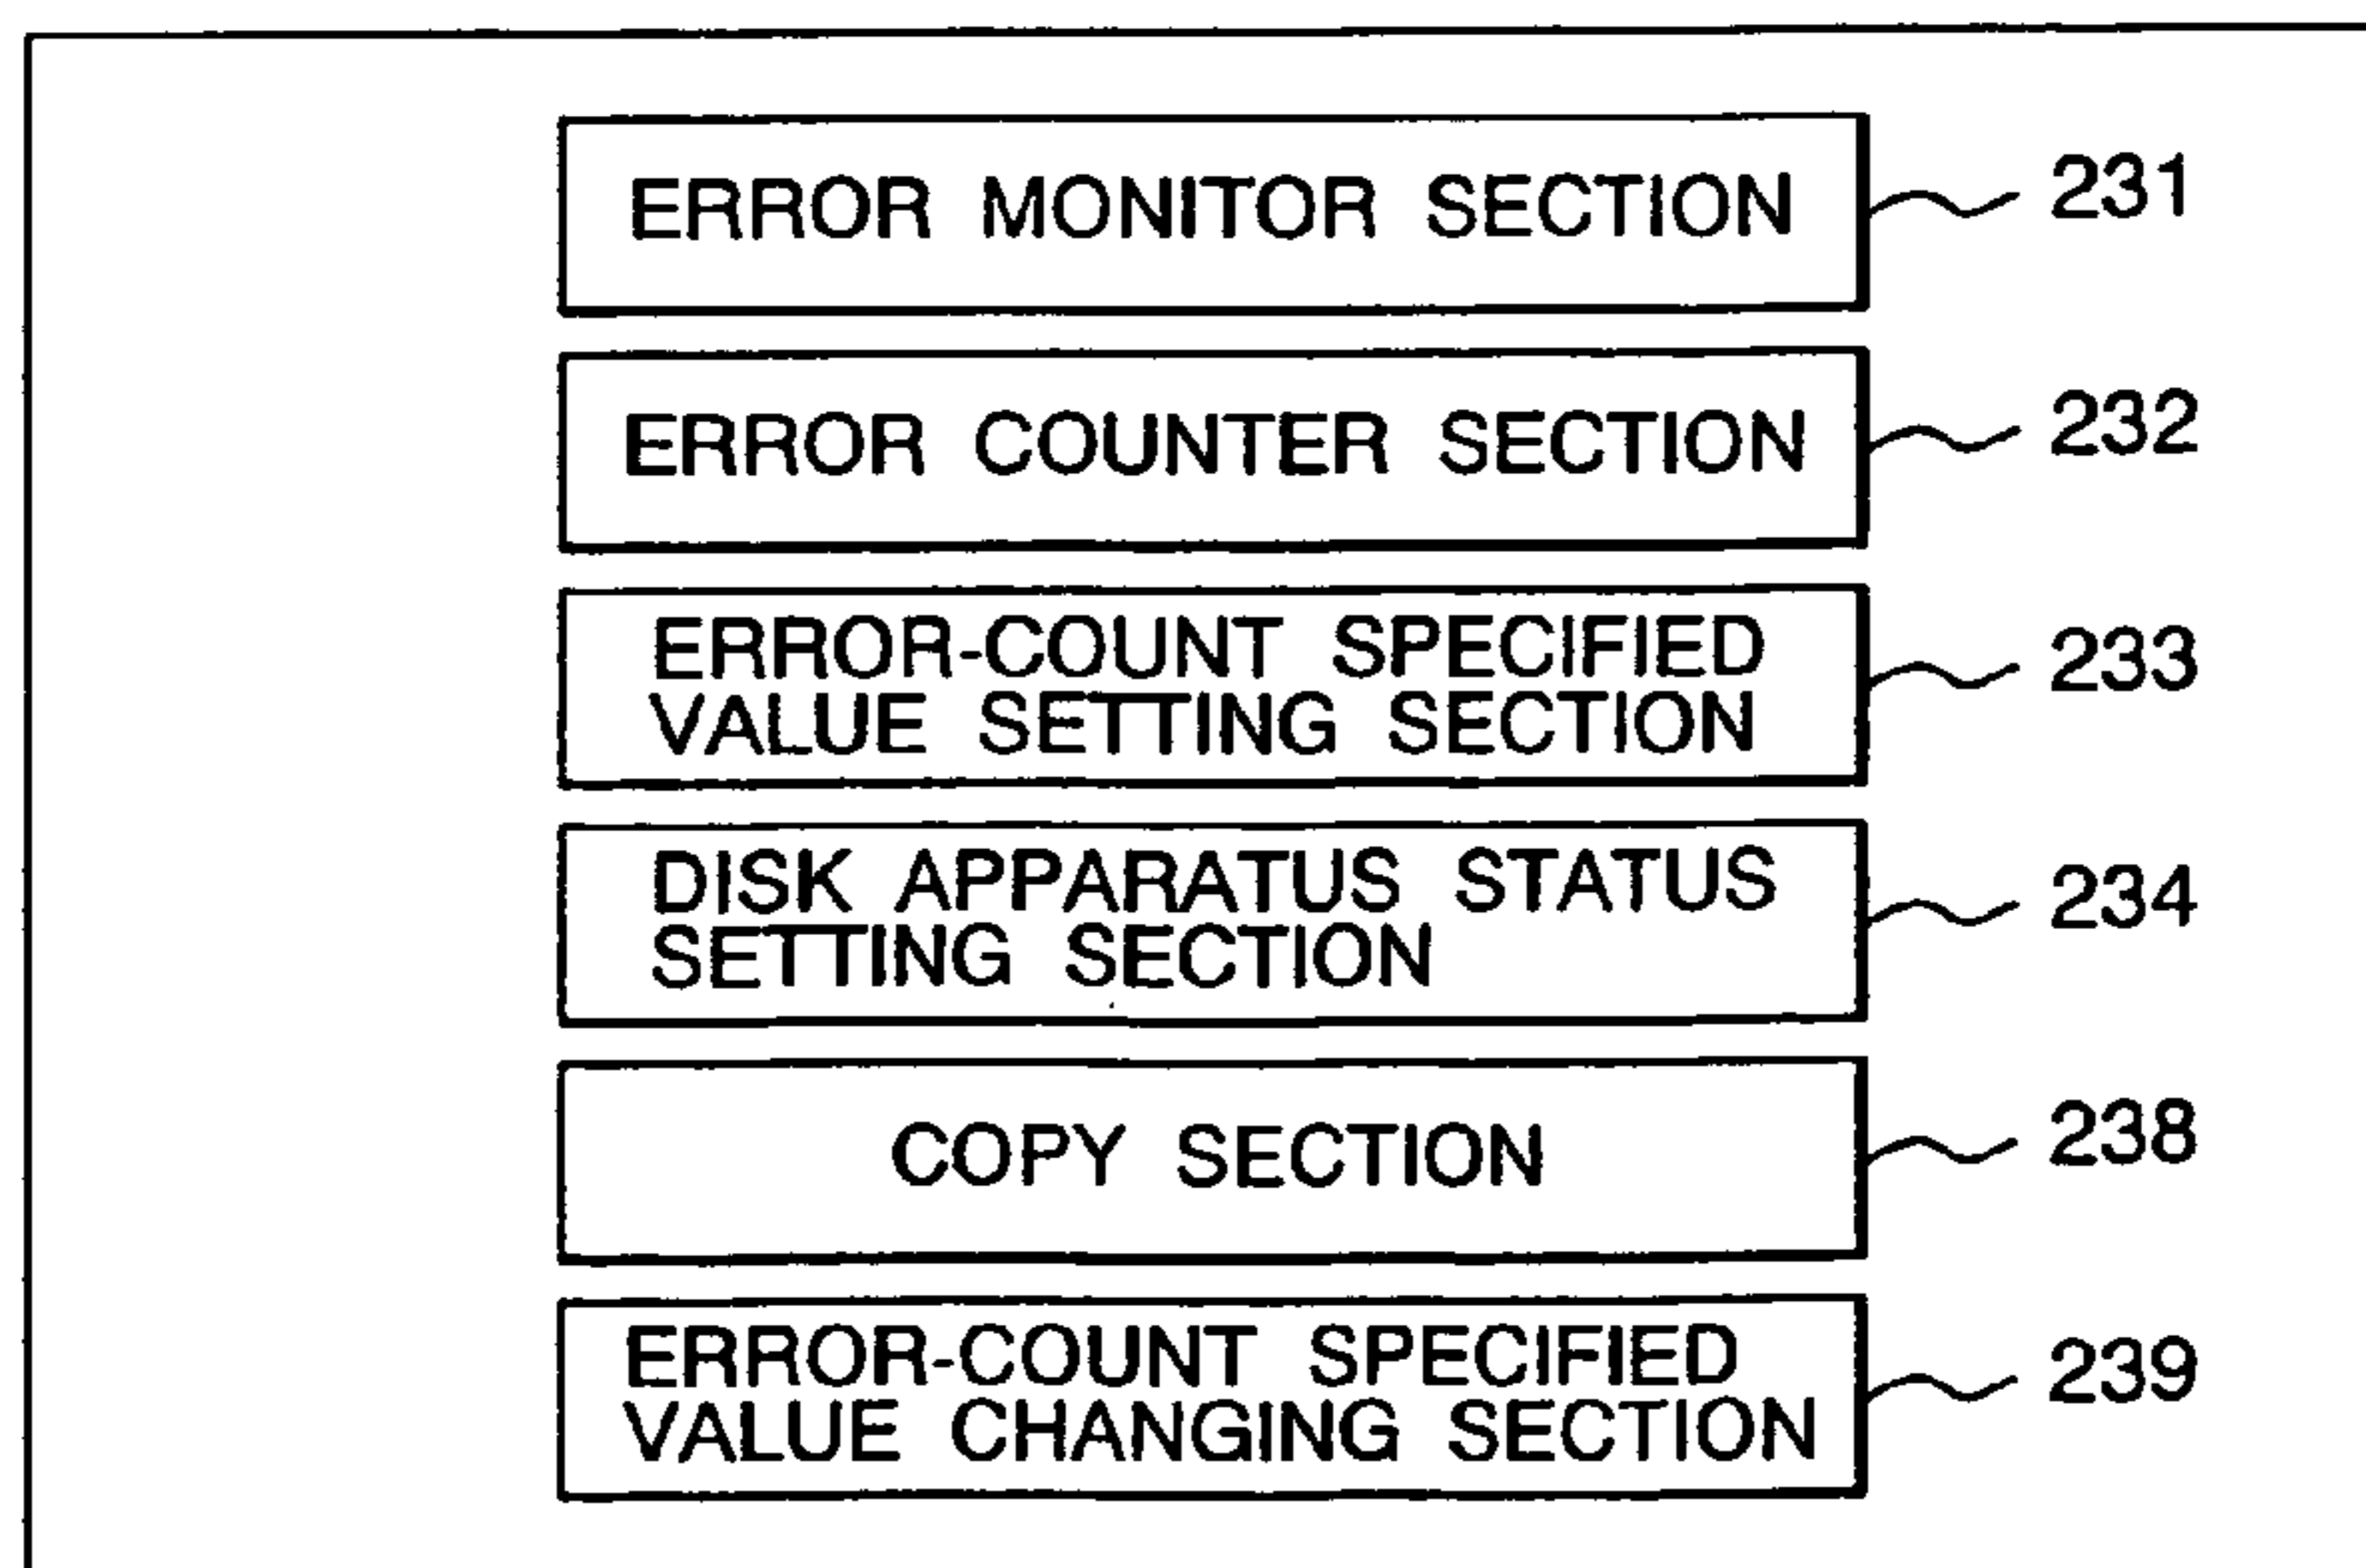 ERROR MONITOR SECTION 231
ERROR COUNTER SECTION 232
ERROR-COUNT SPECIFIED
VALUE SETTING SECTION
233
DISK APPARATUS STATUS
SETTING SECTION
234
COPY SECTION 238
ERROR-COUNT SPECIFIED
VALUE CHANGING SECTION
239